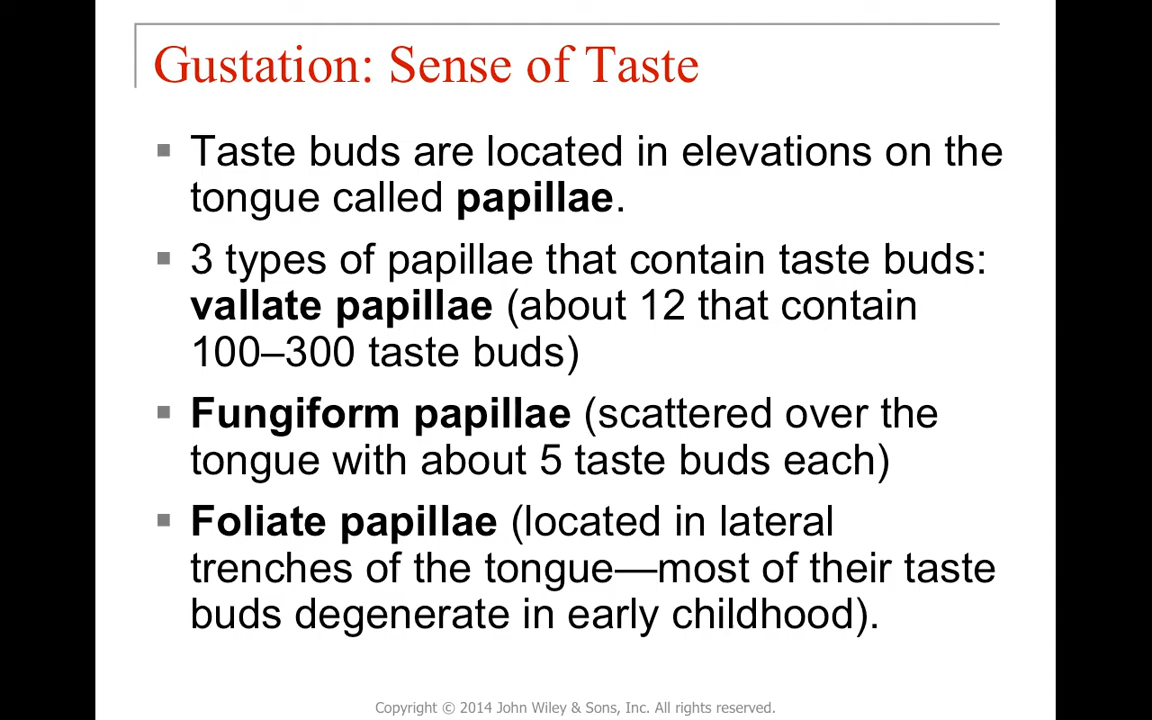 Gustation: Sense of Taste
▪ Taste buds are located in elevations on the
tongue called papillae.
▪ 3 types of papillae that contain taste buds:
vallate papillae (about 12 that contain
100–300 taste buds)
▪ Fungiform papillae (scattered over the
tongue with about 5 taste buds each)
▪ Foliate papillae (located in lateral
trenches of the tongue—most of their taste
buds degenerate in early childhood).
Copyright © 2014 John Wiley & Sons, Inc. All rights reserved.